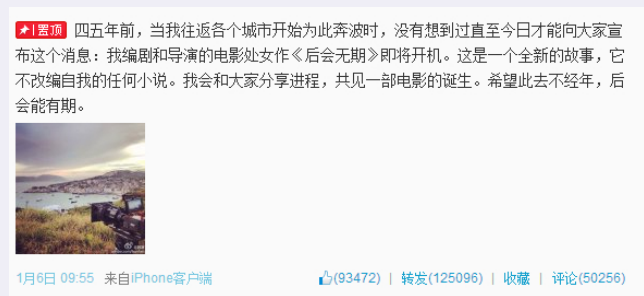 置顶 四五年前，当我往返各个城市开始为此奔波时，没有想到过直至今日才能向大家宣
布这个消息：我编剧和导演的电影处女作《后会无期》即将开机。这是一个全新的故事，它
不改编自我的任何小说。我会和大家分享进程，共见一部电影的诞生。希望此去不经年，后
会能有期。
1月6日 09:55 来自iPhone客户端 (93472) | 转发(125096) | 收藏 | 评论(50256)